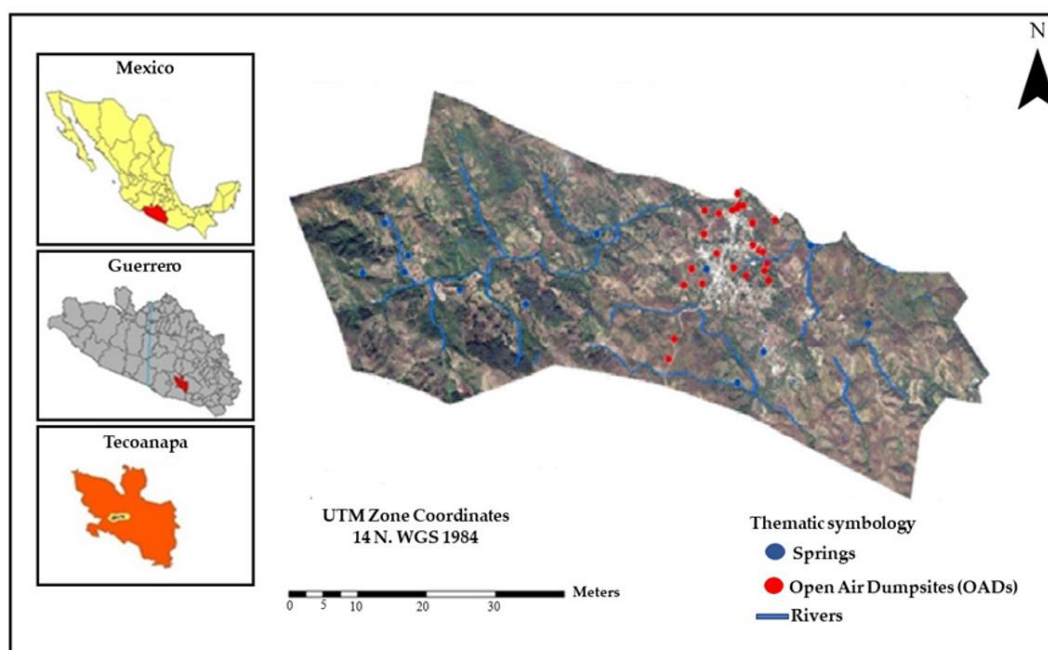 Mexico
Guerrero
Tecoanapa
N
UTM Zone Coordinates
14 N. WGS 1984
0 5 10 20 30 Meters
Thematic symbology
Springs
Open Air Dumpsites (OADs)
Rivers